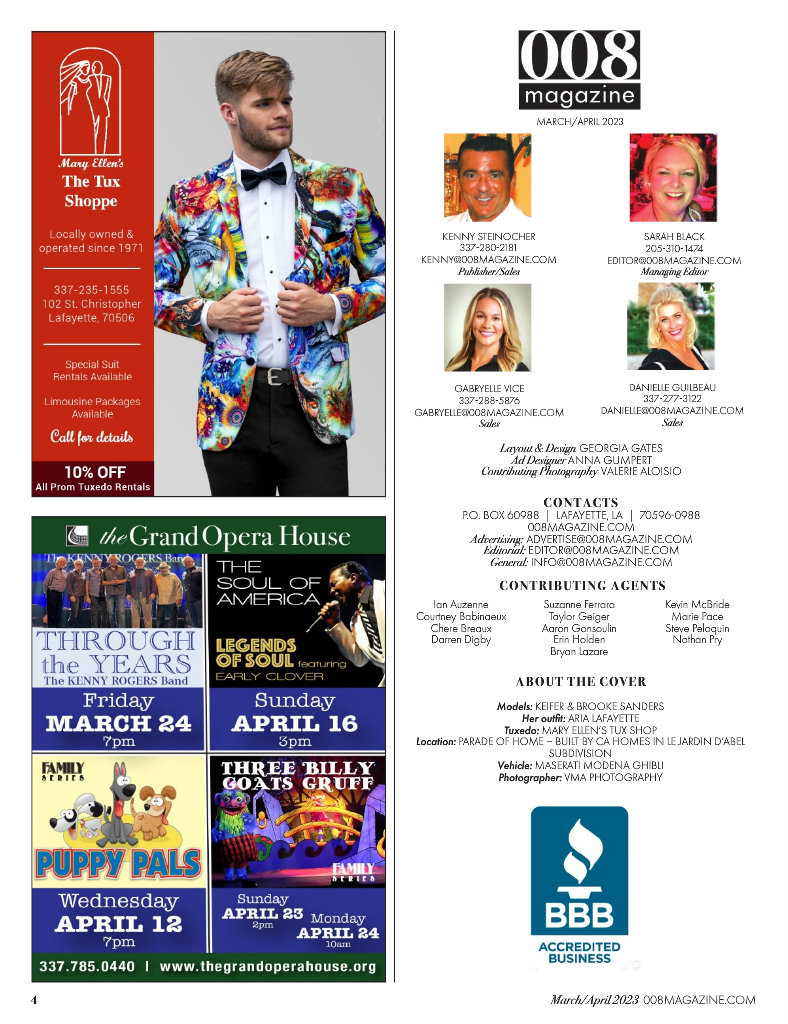 Mary Ellen's
The Tux
Shoppe
Locally owned &
operated since 1971
337-235-1555
102 St. Christopher
Lafayette, 70506
Special Suit
Rentals Available
Limousine Packages
Available
Call for details
10% OFF
All Prom Tuxedo Rentals
the Grand Opera House
The KENNY ROGERS Band
THROUGH
the YEARS
The KENNY ROGERS Band
Friday
MARCH 24
7pm
THE
SOUL OF
AMERICA
LEGENDS
OF SOUL featuring
EARLY CLOVER
Sunday
APRIL 16
3pm
FAMILY
SERIES
PUPPY PALS
Wednesday
APRIL 12
7pm
THREE BILLY
GOATS GRUFF
FAMILY
SERIES
Sunday
APRIL 23
2pm
Monday
APRIL 24
10am
337.785.0440 | www.thegrandoperahouse.org
008
magazine
MARCH/APRIL 2023
KENNY STEINOCHER
337-280-2181
KENNY@008MAGAZINE.COM
Publisher/Sales
SARAH BLACK
205-310-1474
EDITOR@008MAGAZINE.COM
Managing Editor
GABRYELLE VICE
337-288-5876
GABRYELLE@008MAGAZINE.COM
Sales
DANIELLE GUILBEAU
337-277-3122
DANIELLE@008MAGAZINE.COM
Sales
Layout & Design GEORGIA GATES
Ad Designer ANNA GUMPERT
Contributing Photography VALERIE ALOISIO
CONTACTS
P.O. BOX 60988 | LAFAYETTE, LA | 70596-0988
008MAGAZINE.COM
Advertising: ADVERTISE@008MAGAZINE.COM
Editorial: EDITOR@008MAGAZINE.COM
General: INFO@008MAGAZINE.COM
CONTRIBUTING AGENTS
Ian Auzenne
Courtney Babinaeux
Chere Breaux
Darren Digby
Suzanne Ferrara
Taylor Geiger
Aaron Gonsoulin
Erin Holden
Bryan Lazare
Kevin McBride
Marie Pace
Steve Peloquin
Nathan Pry
ABOUT THE COVER
Models: KEIFER & BROOKE SANDERS
Her outfit: ARIA LAFAYETTE
Tuxedo: MARY ELLEN'S TUX SHOP
Location: PARADE OF HOME – BUILT BY CA HOMES IN LE JARDIN D'ABEL
SUBDIVISION
Vehicle: MASERATI MODENA GHIBLI
Photographer: VMA PHOTOGRAPHY
BBB
ACCREDITED
BUSINESS
4
March/April 2023 008MAGAZINE.COM